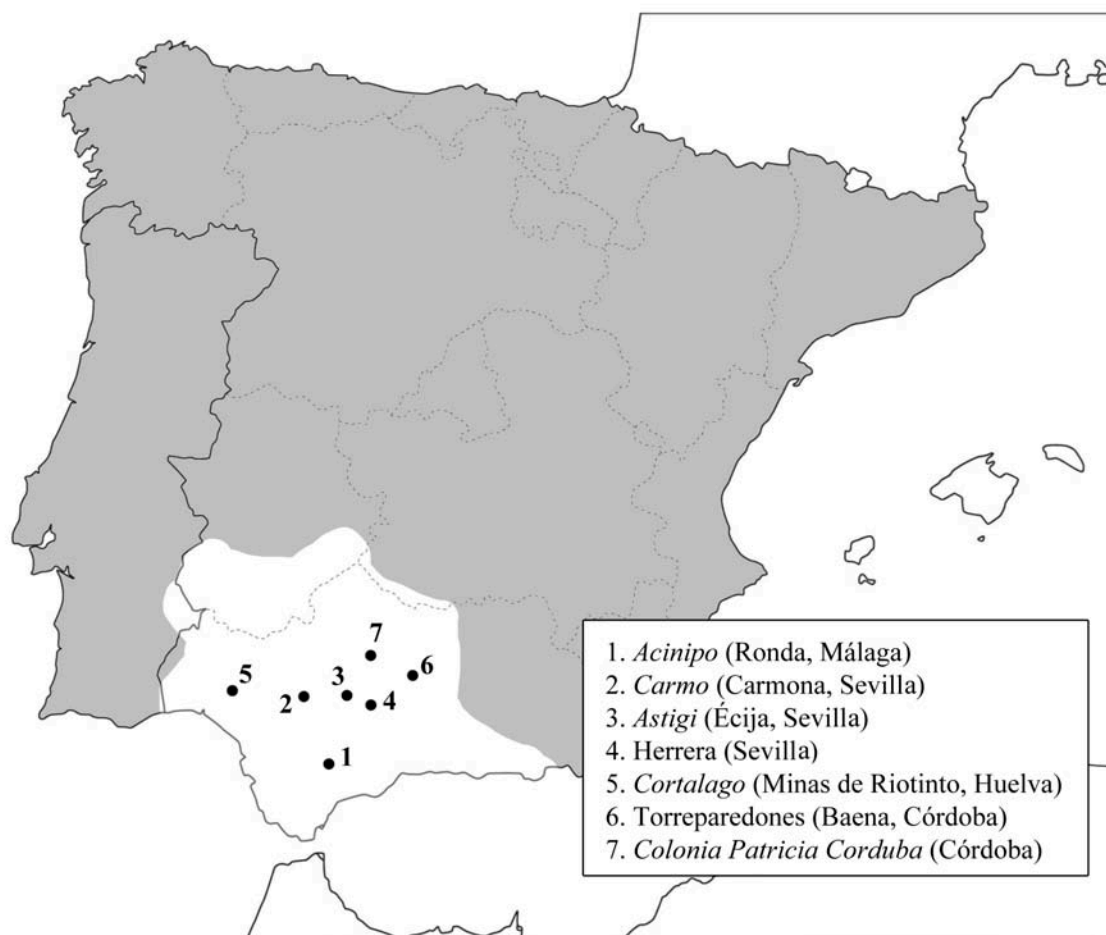 7
6
5
3
2
4
1
1. Acinipo (Ronda, Málaga)
2. Carmo (Carmona, Sevilla)
3. Astigi (Écija, Sevilla)
4. Herrera (Sevilla)
5. Cortalago (Minas de Riotinto, Huelva)
6. Torreparedones (Baena, Córdoba)
7. Colonia Patricia Corduba (Córdoba)